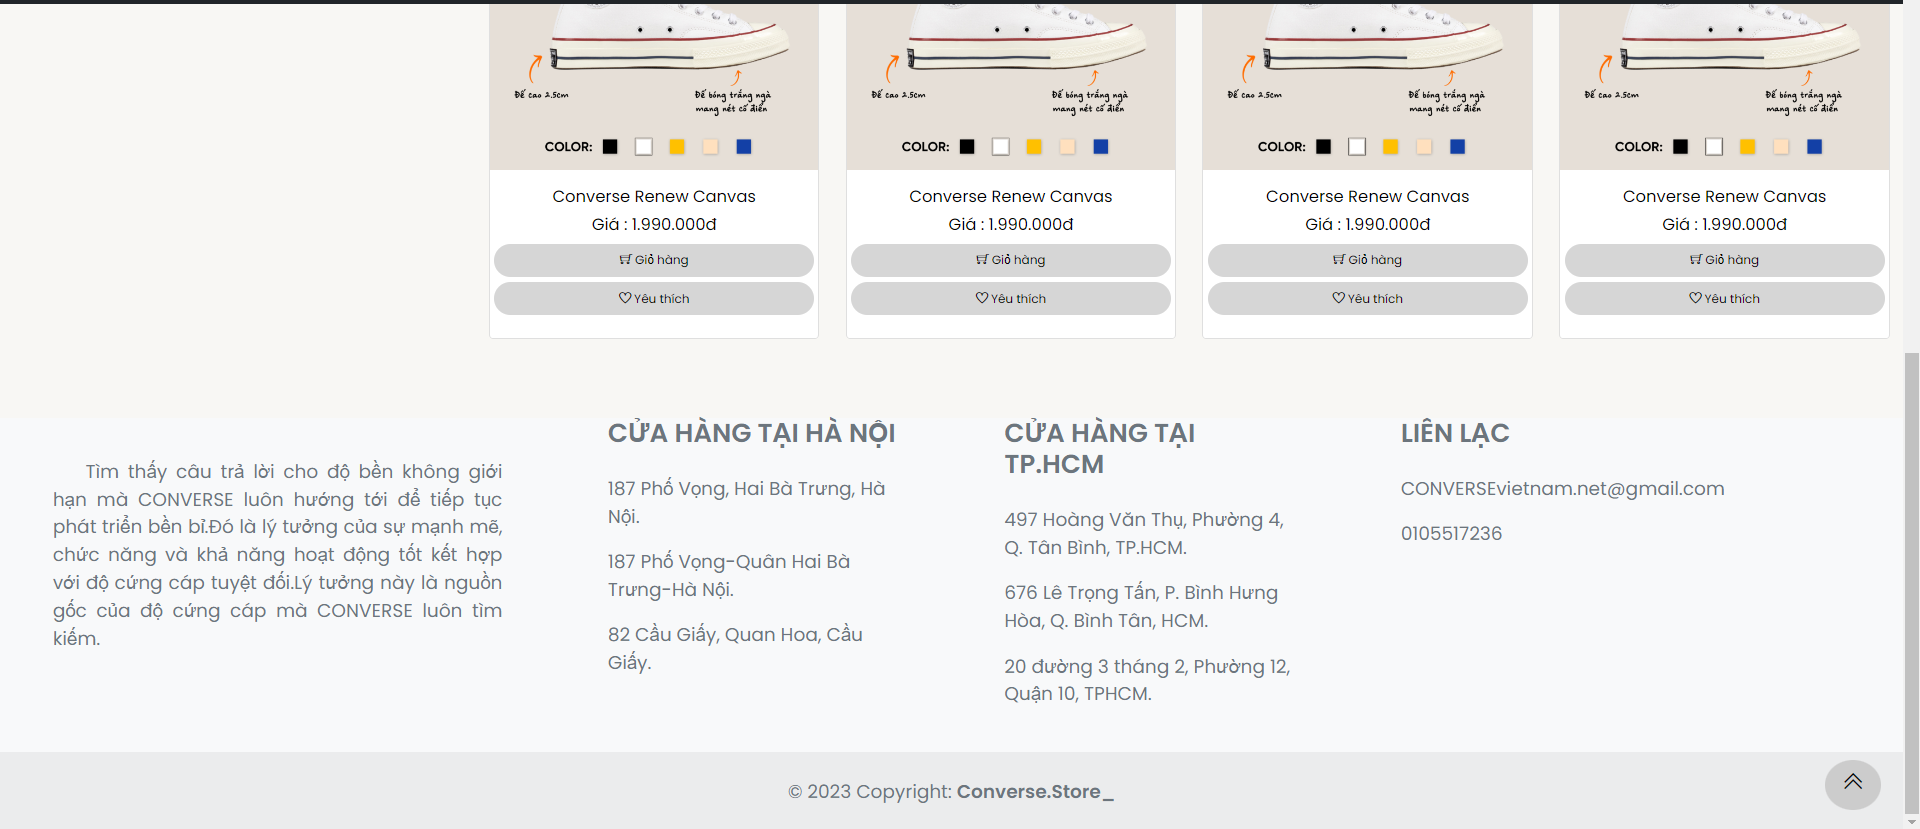 Đế cao 2.5cm
Đế bóng trắng ngà
mang nét cổ điển
COLOR:
Converse Renew Canvas
Giá : 1.990.000đ
Giỏ hàng
Yêu thích
Đế cao 2.5cm
Đế bóng trắng ngà
mang nét cổ điển
COLOR:
Converse Renew Canvas
Giá : 1.990.000đ
Giỏ hàng
Yêu thích
Đế cao 2.5cm
Đế bóng trắng ngà
mang nét cổ điển
COLOR:
Converse Renew Canvas
Giá : 1.990.000đ
Giỏ hàng
Yêu thích
Đế cao 2.5cm
Đế bóng trắng ngà
mang nét cổ điển
COLOR:
Converse Renew Canvas
Giá : 1.990.000đ
Giỏ hàng
Yêu thích
Tìm thấy câu trả lời cho độ bền không giới
hạn mà CONVERSE luôn hướng tới để tiếp tục
phát triển bền bỉ.Đó là lý tưởng của sự mạnh mẽ,
chức năng và khả năng hoạt động tốt kết hợp
với độ cứng cáp tuyệt đối.Lý tưởng này là nguồn
gốc của độ cứng cáp mà CONVERSE luôn tìm
kiếm.
CỬA HÀNG TẠI HÀ NỘI
187 Phố Vọng, Hai Bà Trưng, Hà
Nội.
187 Phố Vọng-Quân Hai Bà
Trưng-Hà Nội.
82 Cầu Giấy, Quan Hoa, Cầu
Giấy.
CỬA HÀNG TẠI
TP.HCM
497 Hoàng Văn Thụ, Phường 4,
Q. Tân Bình, TP.HCM.
676 Lê Trọng Tấn, P. Bình Hưng
Hòa, Q. Bình Tân, HCM.
20 đường 3 tháng 2, Phường 12,
Quận 10, TPHCM.
LIÊN LẠC
CONVERSEvietnam.net@gmail.com
0105517236
© 2023 Copyright: Converse.Store_